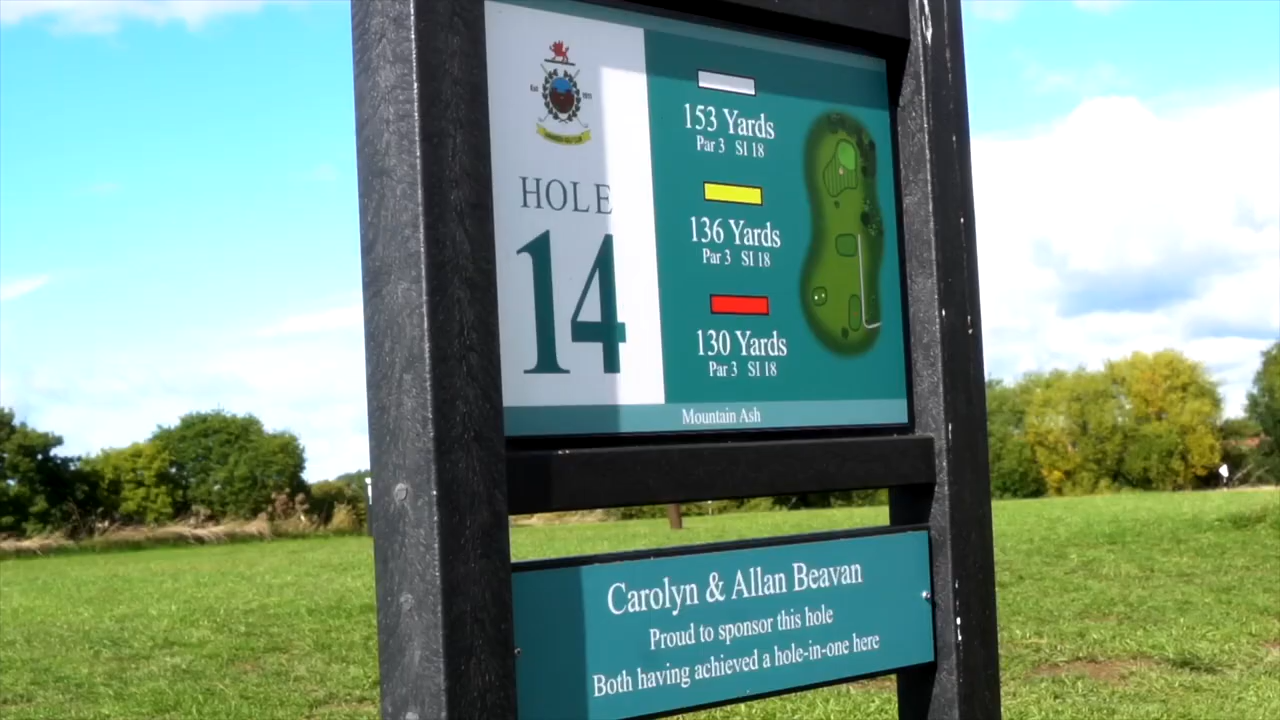 HOLE
14
153 Yards
Par 3 SI 18
136 Yards
Par 3 SI 18
130 Yards
Par 3 SI 18
Mountain Ash
Carolyn & Allan Beavan
Proud to sponsor this hole
Both having achieved a hole-in-one here